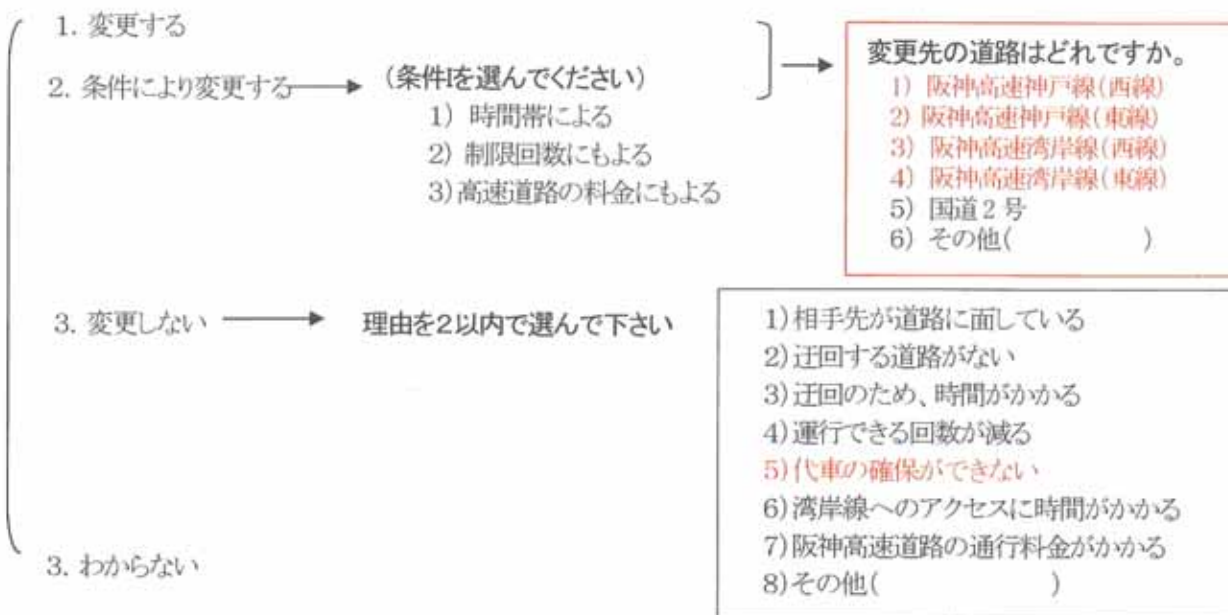 1. 変更する
2. 条件により変更する
(条件Iを選んでください)
1) 時間帯による
2) 制限回数にもよる
3)高速道路の料金にもよる
変更先の道路はどれですか。
1) 阪神高速神戸線(西線)
2) 阪神高速神戸線(東線)
3) 阪神高速湾岸線(西線)
4) 阪神高速湾岸線(東線)
5) 国道2号
6) その他( )
3. 変更しない
理由を2以内で選んで下さい
1)相手先が道路に面している
2)迂回する道路がない
3)迂回のため、時間がかかる
4)運行できる回数が減る
5)代車の確保ができない
6)湾岸線へのアクセスに時間がかかる
7)阪神高速道路の通行料金がかかる
8)その他( )
3. わからない